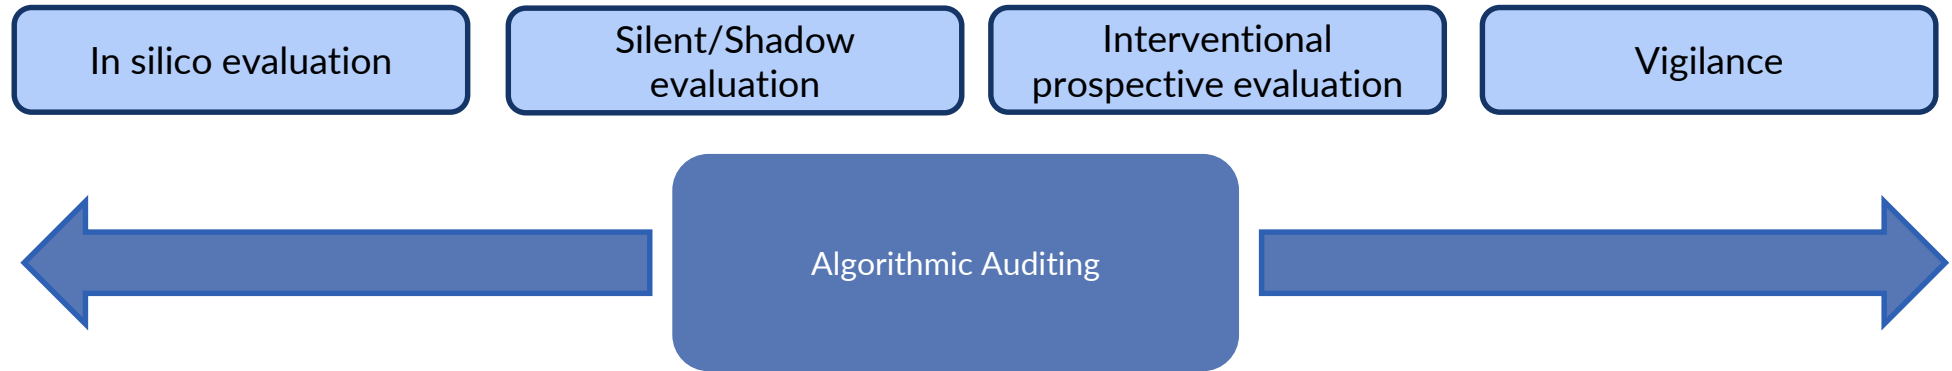 In silico evaluation
Silent/Shadow
evaluation
Interventional
prospective evaluation
Vigilance
Algorithmic Auditing